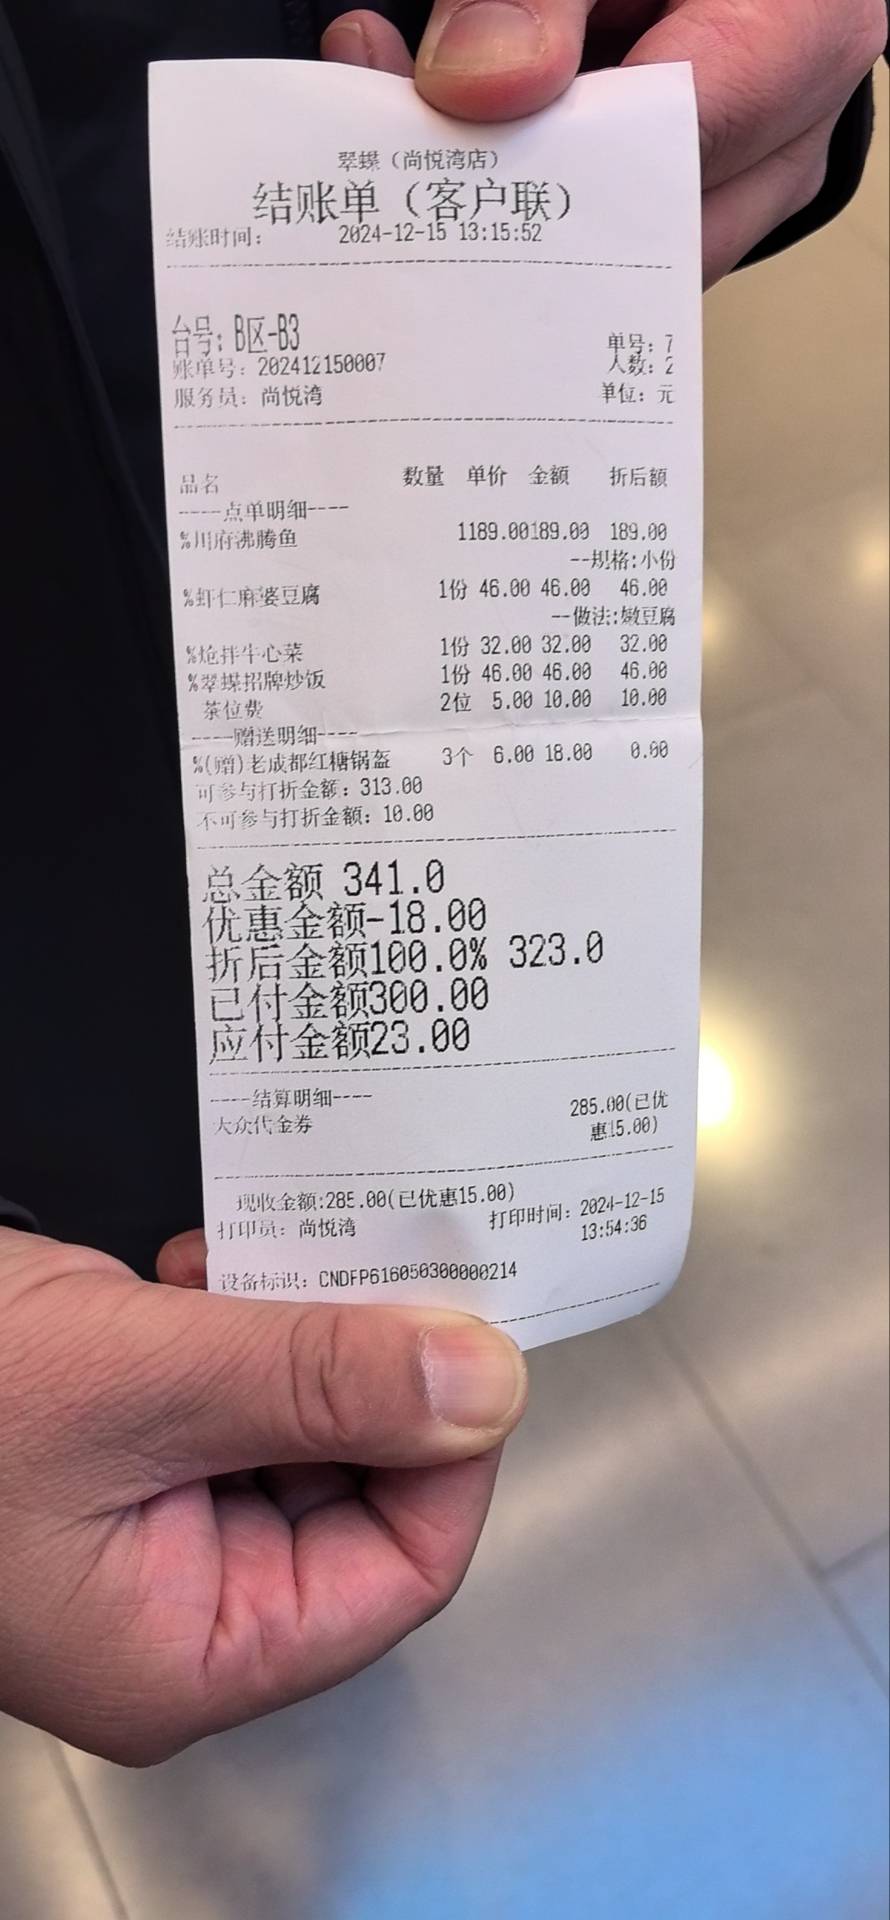 翠蝶（尚悦湾店）
结账单（客户联）
结账时间： 2024-12-15 13:15:52
台号：B区-B3
单号：7
账单号：202412150007 人数：2
服务员：尚悦湾 单位：元
品名 数量 单价 金额 折后额
----点单明细----
%川府沸腾鱼 1189.00189.00 189.00
--规格:小份
%虾仁麻婆豆腐 1份 46.00 46.00 46.00
--做法:嫩豆腐
%炝拌牛心菜 1份 32.00 32.00 32.00
%翠蝶招牌炒饭 1份 46.00 46.00 46.00
茶位费 2位 5.00 10.00 10.00
----赠送明细----
%(赠)老成都红糖锅盔 3个 6.00 18.00 0.00
可参与打折金额：313.00
不可参与打折金额：10.00
总金额 341.0
优惠金额-18.00
折后金额100.0% 323.0
已付金额300.00
应付金额23.00
----结算明细----
大众代金券 285.00(已优
惠15.00)
现收金额:285.00(已优惠15.00)
打印员：尚悦湾 打印时间：2024-12-15
13:54:36
设备标识：CNDFP616050300000214